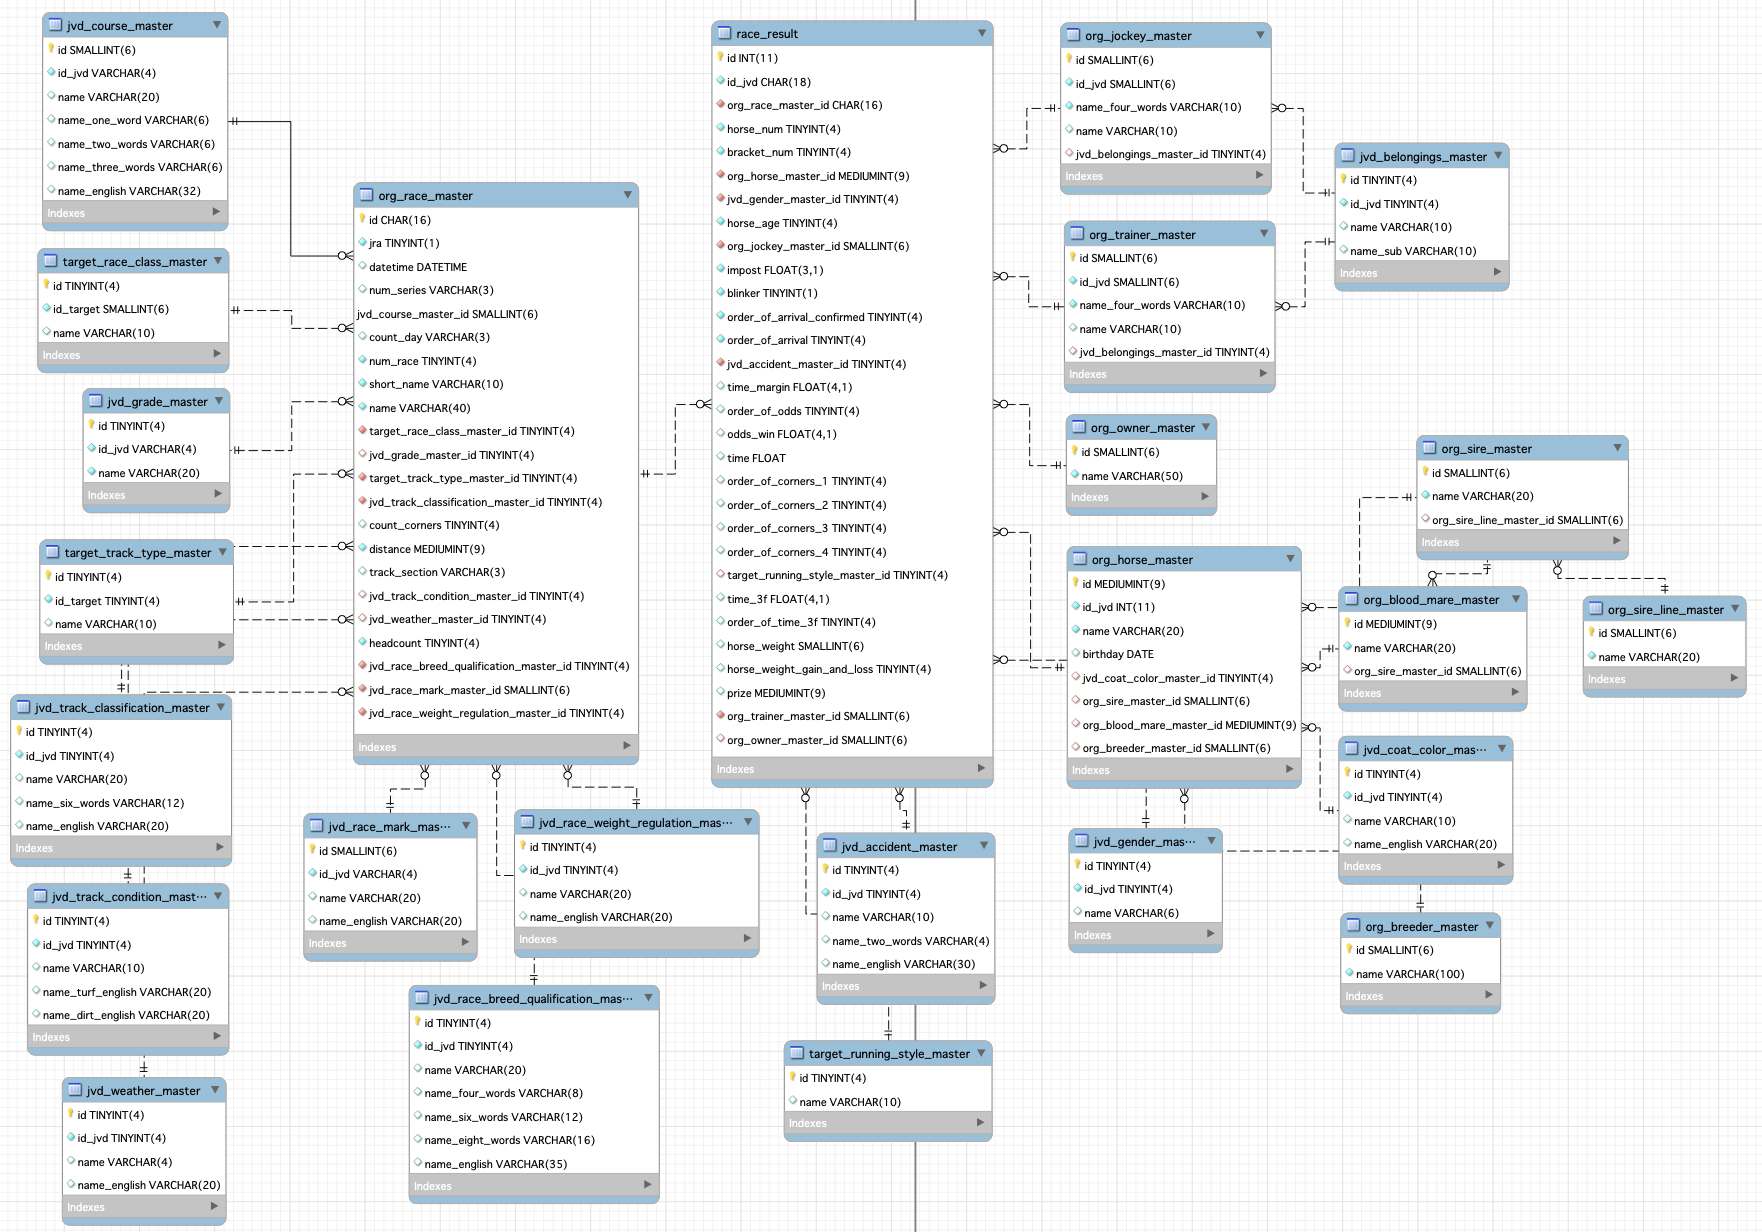 jvd_course_master
id SMALLINT(6)
id_jvd VARCHAR(4)
name VARCHAR(20)
name_one_word VARCHAR(6)
name_two_words VARCHAR(6)
name_three_words VARCHAR(6)
name_english VARCHAR(32)
Indexes
target_race_class_master
id TINYINT(4)
id_target SMALLINT(6)
name VARCHAR(10)
Indexes
jvd_grade_master
id TINYINT(4)
id_jvd VARCHAR(4)
name VARCHAR(20)
Indexes
target_track_type_master
id TINYINT(4)
id_target TINYINT(4)
name VARCHAR(10)
Indexes
jvd_track_classification_master
id TINYINT(4)
id_jvd TINYINT(4)
name VARCHAR(20)
name_six_words VARCHAR(12)
name_english VARCHAR(20)
Indexes
jvd_track_condition_mast...
id TINYINT(4)
id_jvd TINYINT(4)
name VARCHAR(10)
name_turf_english VARCHAR(20)
name_dirt_english VARCHAR(20)
Indexes
jvd_weather_master
id TINYINT(4)
id_jvd TINYINT(4)
name VARCHAR(4)
name_english VARCHAR(20)
Indexes
org_race_master
id CHAR(16)
jra TINYINT(1)
datetime DATETIME
num_series VARCHAR(3)
jvd_course_master_id SMALLINT(6)
count_day VARCHAR(3)
num_race TINYINT(4)
short_name VARCHAR(10)
name VARCHAR(40)
target_race_class_master_id TINYINT(4)
jvd_grade_master_id TINYINT(4)
target_track_type_master_id TINYINT(4)
jvd_track_classification_master_id TINYINT(4)
count_corners TINYINT(4)
distance MEDIUMINT(9)
track_section VARCHAR(3)
jvd_track_condition_master_id TINYINT(4)
jvd_weather_master_id TINYINT(4)
headcount TINYINT(4)
jvd_race_breed_qualification_master_id TINYINT(4)
jvd_race_mark_master_id SMALLINT(6)
jvd_race_weight_regulation_master_id TINYINT(4)
Indexes
jvd_race_mark_mas...
id SMALLINT(6)
id_jvd VARCHAR(4)
name VARCHAR(20)
name_english VARCHAR(20)
Indexes
jvd_race_weight_regulation_mas...
id TINYINT(4)
id_jvd TINYINT(4)
name VARCHAR(20)
name_english VARCHAR(20)
Indexes
jvd_race_breed_qualification_mas...
id TINYINT(4)
id_jvd TINYINT(4)
name VARCHAR(20)
name_four_words VARCHAR(8)
name_six_words VARCHAR(12)
name_eight_words VARCHAR(16)
name_english VARCHAR(35)
Indexes
race_result
id INT(11)
id_jvd CHAR(18)
org_race_master_id CHAR(16)
horse_num TINYINT(4)
bracket_num TINYINT(4)
org_horse_master_id MEDIUMINT(9)
jvd_gender_master_id TINYINT(4)
horse_age TINYINT(4)
org_jockey_master_id SMALLINT(6)
impost FLOAT(3,1)
blinker TINYINT(1)
order_of_arrival_confirmed TINYINT(4)
order_of_arrival TINYINT(4)
jvd_accident_master_id TINYINT(4)
time_margin FLOAT(4,1)
order_of_odds TINYINT(4)
odds_win FLOAT(4,1)
time FLOAT
order_of_corners_1 TINYINT(4)
order_of_corners_2 TINYINT(4)
order_of_corners_3 TINYINT(4)
order_of_corners_4 TINYINT(4)
target_running_style_master_id TINYINT(4)
time_3f FLOAT(4,1)
order_of_time_3f TINYINT(4)
horse_weight SMALLINT(6)
horse_weight_gain_and_loss TINYINT(4)
prize MEDIUMINT(9)
org_trainer_master_id SMALLINT(6)
org_owner_master_id SMALLINT(6)
Indexes
jvd_accident_master
id TINYINT(4)
id_jvd TINYINT(4)
name VARCHAR(10)
name_two_words VARCHAR(4)
name_english VARCHAR(30)
Indexes
target_running_style_master
id TINYINT(4)
name VARCHAR(10)
Indexes
org_jockey_master
id SMALLINT(6)
id_jvd SMALLINT(6)
name_four_words VARCHAR(10)
name VARCHAR(10)
jvd_belongings_master_id TINYINT(4)
Indexes
org_trainer_master
id SMALLINT(6)
id_jvd SMALLINT(6)
name_four_words VARCHAR(10)
name VARCHAR(10)
jvd_belongings_master_id TINYINT(4)
Indexes
org_owner_master
id SMALLINT(6)
name VARCHAR(50)
Indexes
org_horse_master
id MEDIUMINT(9)
id_jvd INT(11)
name VARCHAR(20)
birthday DATE
jvd_coat_color_master_id TINYINT(4)
org_sire_master_id SMALLINT(6)
org_blood_mare_master_id MEDIUMINT(9)
org_breeder_master_id SMALLINT(6)
Indexes
jvd_gender_mas...
id TINYINT(4)
id_jvd TINYINT(4)
name VARCHAR(6)
Indexes
jvd_belongings_master
id TINYINT(4)
id_jvd TINYINT(4)
name VARCHAR(10)
name_sub VARCHAR(10)
Indexes
org_sire_master
id SMALLINT(6)
name VARCHAR(20)
org_sire_line_master_id SMALLINT(6)
Indexes
org_blood_mare_master
id MEDIUMINT(9)
name VARCHAR(20)
org_sire_master_id SMALLINT(6)
Indexes
org_sire_line_master
id SMALLINT(6)
name VARCHAR(20)
Indexes
jvd_coat_color_mas...
id TINYINT(4)
id_jvd TINYINT(4)
name VARCHAR(10)
name_english VARCHAR(20)
Indexes
org_breeder_master
id SMALLINT(6)
name VARCHAR(100)
Indexes